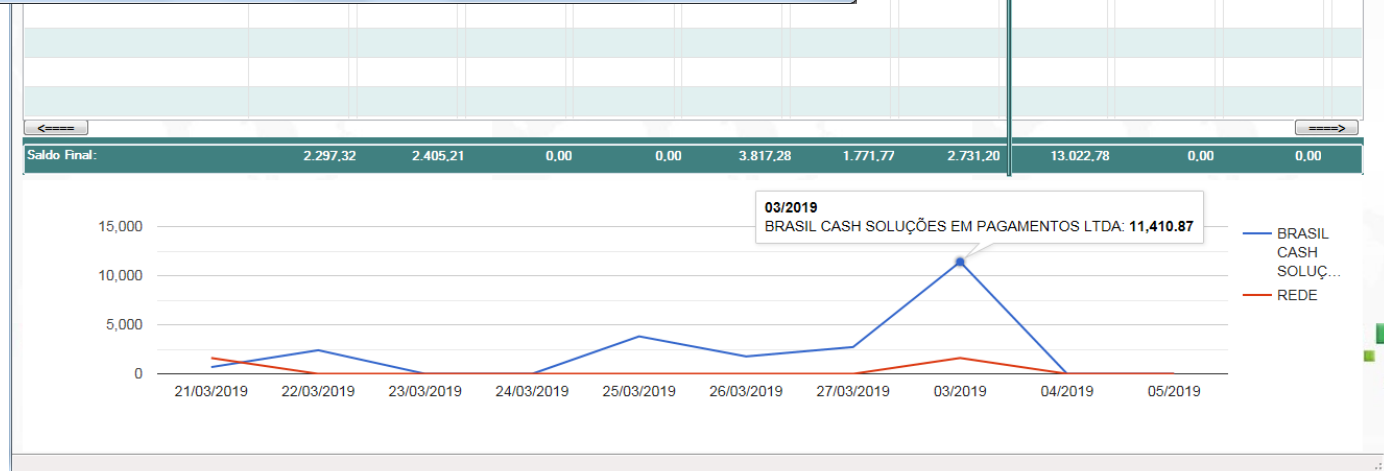 <====
====>
Saldo Final: 2.297,32 2.405,21 0,00 0,00 3.817,28 1.771,77 2.731,20 13.022,78 0,00 0,00
03/2019
BRASIL CASH SOLUÇÕES EM PAGAMENTOS LTDA: 11,410.87
15,000
10,000
5,000
0
BRASIL
CASH
SOLUÇ...
REDE
21/03/2019 22/03/2019 23/03/2019 24/03/2019 25/03/2019 26/03/2019 27/03/2019 03/2019 04/2019 05/2019